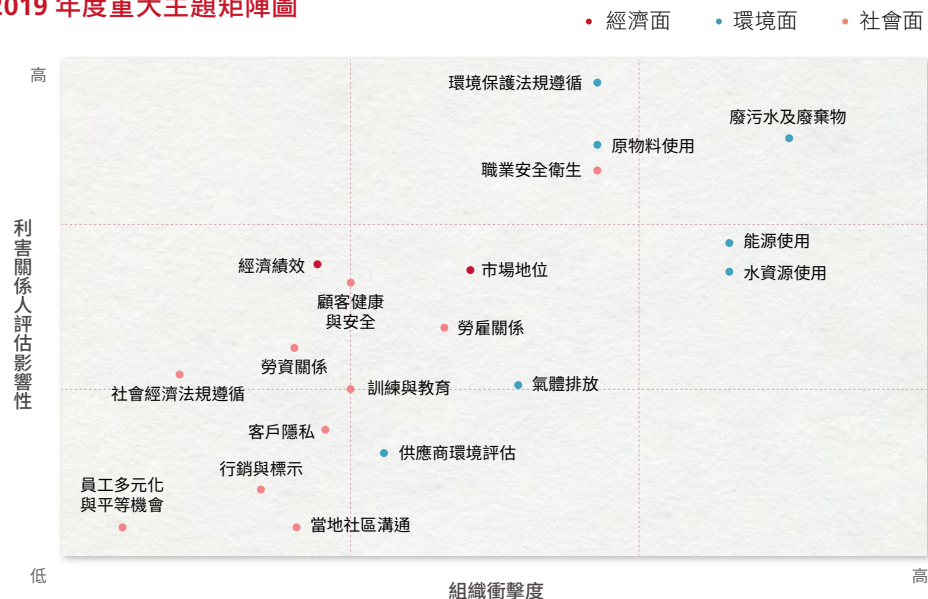 2019 年度重大主題矩陣圖
經濟面
環境面
社會面
高
環境保護法規遵循
廢污水及廢棄物
原物料使用
職業安全衛生
利害關係人評估影響性
能源使用
經濟績效
市場地位
水資源使用
顧客健康
與安全
勞雇關係
勞資關係
社會經濟法規遵循
訓練與教育
氣體排放
客戶隱私
供應商環境評估
行銷與標示
員工多元化
與平等機會
當地社區溝通
低
高
組織衝擊度